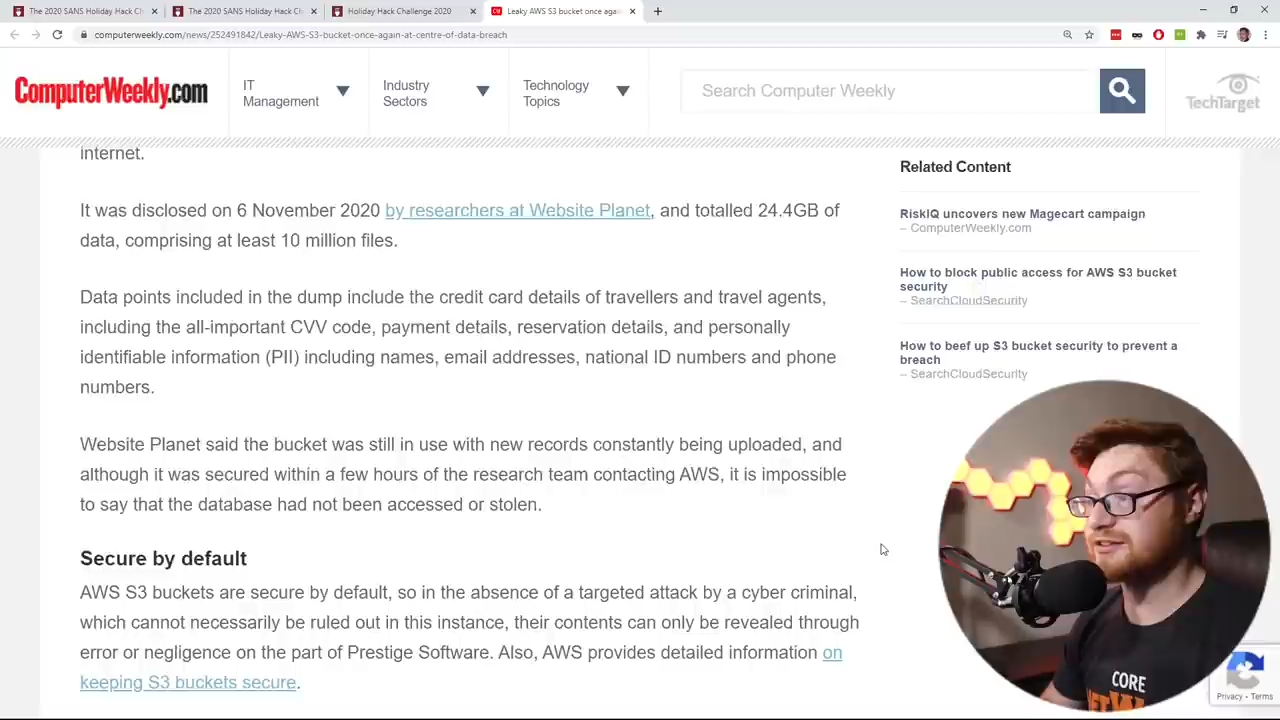 The 2020 SANS Holiday Hack Ch
The 2020 SANS Holiday Hack Ch
Holiday Hack Challenge 2020
Leaky AWS S3 bucket once agai
computerweekly.com/news/252491842/Leaky-AWS-S3-bucket-once-again-at-centre-of-data-breach
ComputerWeekly.com
IT
Management
Industry
Sectors
Technology
Topics
Search Computer Weekly
TechTarget
internet.
It was disclosed on 6 November 2020 by researchers at Website Planet, and totalled 24.4GB of
data, comprising at least 10 million files.
Data points included in the dump include the credit card details of travellers and travel agents,
including the all-important CVV code, payment details, reservation details, and personally
identifiable information (PII) including names, email addresses, national ID numbers and phone
numbers.
Website Planet said the bucket was still in use with new records constantly being uploaded, and
although it was secured within a few hours of the research team contacting AWS, it is impossible
to say that the database had not been accessed or stolen.
Secure by default
AWS S3 buckets are secure by default, so in the absence of a targeted attack by a cyber criminal,
which cannot necessarily be ruled out in this instance, their contents can only be revealed through
error or negligence on the part of Prestige Software. Also, AWS provides detailed information on
keeping S3 buckets secure.
Related Content
RiskIQ uncovers new Magecart campaign
– ComputerWeekly.com
How to block public access for AWS S3 bucket
security
– SearchCloudSecurity
How to beef up S3 bucket security to prevent a
breach
– SearchCloudSecurity
CORE
Privacy - Terms